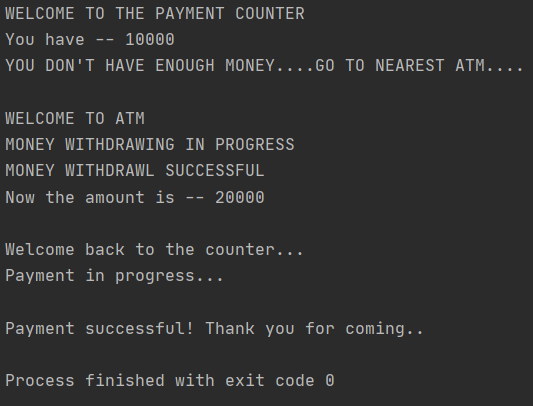 WELCOME TO THE PAYMENT COUNTER
You have -- 10000
YOU DON'T HAVE ENOUGH MONEY....GO TO NEAREST ATM....
WELCOME TO ATM
MONEY WITHDRAWING IN PROGRESS
MONEY WITHDRAWL SUCCESSFUL
Now the amount is -- 20000
Welcome back to the counter...
Payment in progress...
Payment successful! Thank you for coming..
Process finished with exit code 0